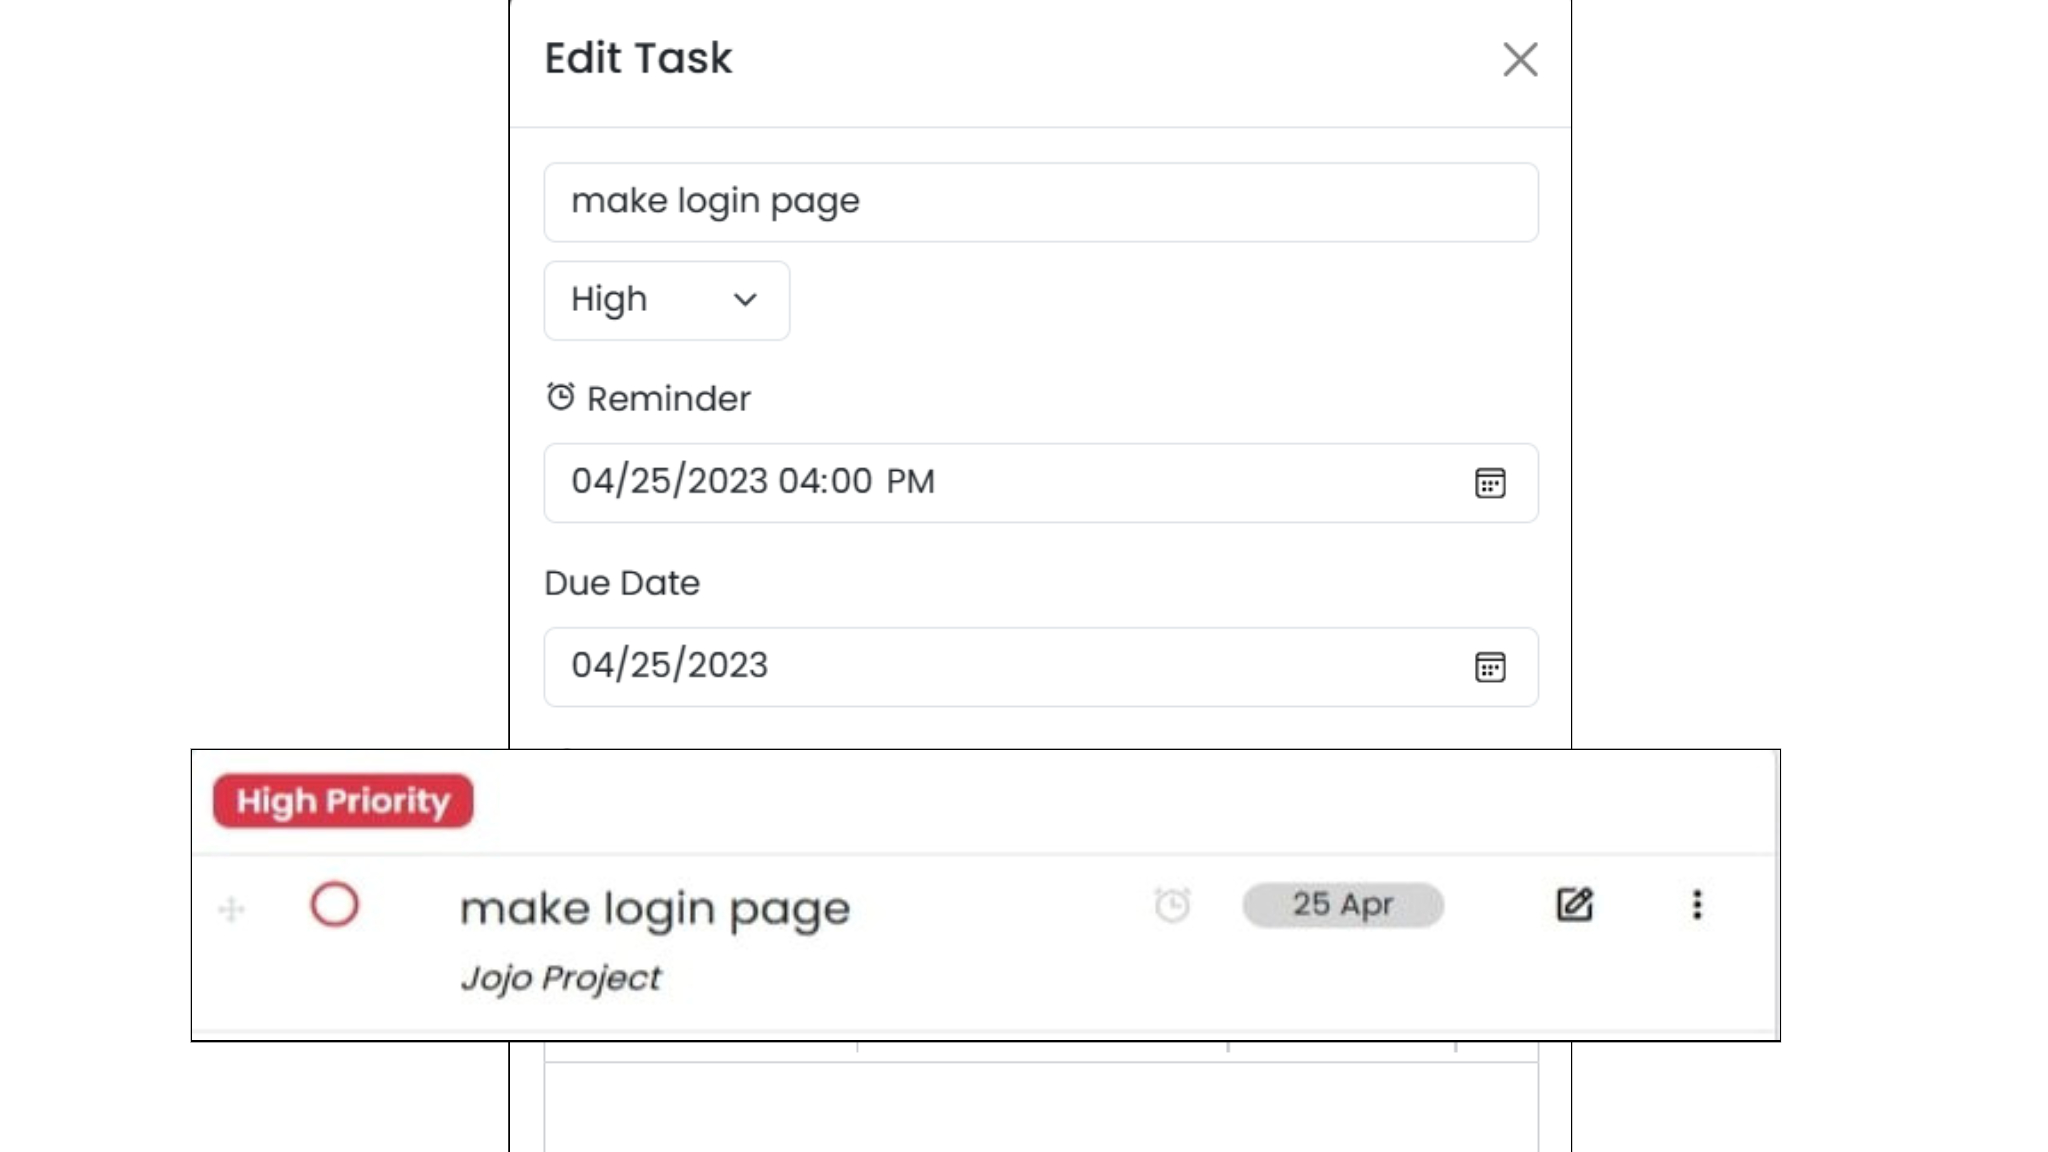 Edit Task
make login page
High
Reminder
04/25/2023 04:00 PM
Due Date
04/25/2023
High Priority
make login page
25 Apr
Jojo Project